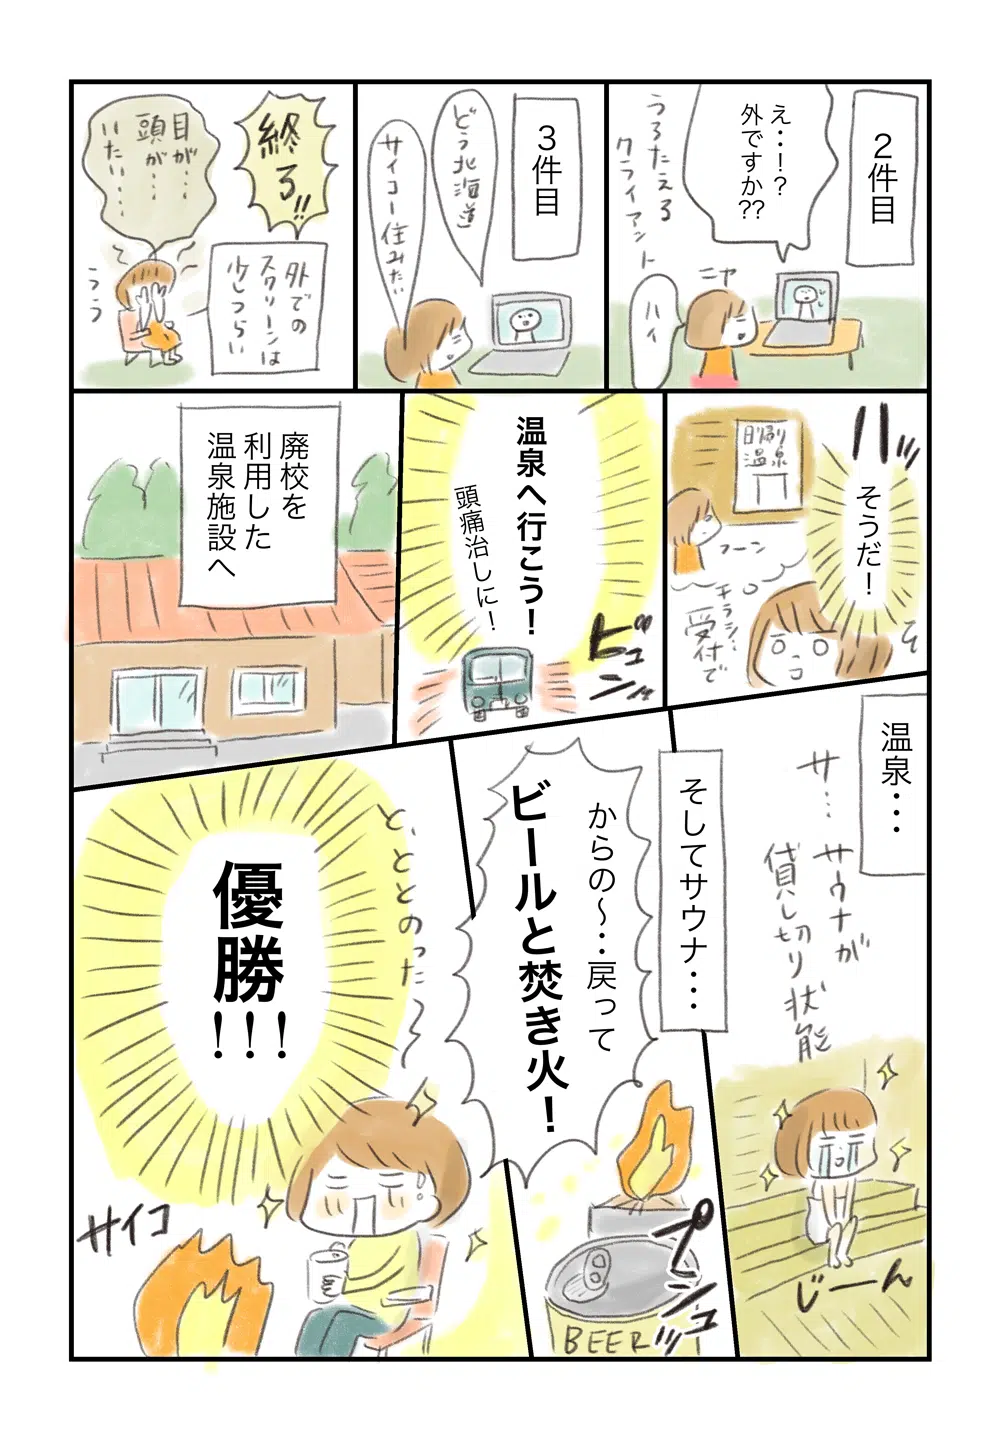 2件目
え‥!?
外ですか??
うろたえる
クライアント
ニヤ
ハイ
3件目
どう北海道
サイコー住みたい
終る!!
外での
スクリーンは
少しつらい
目が…
頭が…
いたい…
ううう
ハッ!!
そうだ!
別刷
温泉
フーン
チラシ…
受付で
そ
温泉へ行こう!
頭痛治しに!
ビュン
廃校を
利用した
温泉施設へ
温泉・・・
サ…
サウナが
貸し切り状能
じーーん
そしてサウナ・・・
からの〜‥戻って
ビールと焚き火!
プシュッ
BEER
と、ととのった〜〜
優勝!!!
サイコ